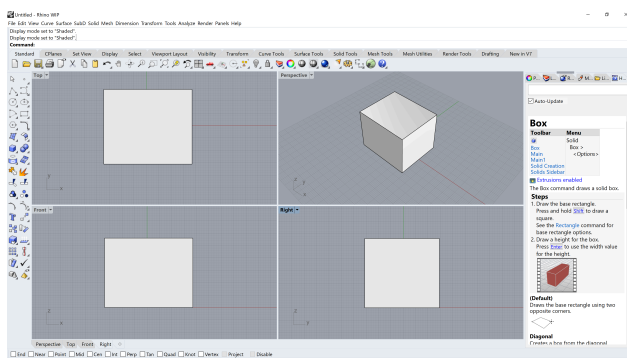 Untitled - Rhino WIP
File Edit View Curve Surface SubD Solid Mesh Dimension Transform Tools Analyze Render Panels Help
Display mode set to "Shaded".
Display mode set to "Shaded".
Command:
Standard CPlanes Set View Display Select Viewport Layout Visibility Transform Curve Tools Surface Tools Solid Tools Mesh Tools Mesh Utilities Render Tools Drafting New in V7
Top
Perspective
P... L... R... M... Li... H...
Auto-Update
Box
Toolbar Menu
Solid
Box Box >
Main <Options>
Main1
Solid Creation
Solids Sidebar
Extrusions enabled
The Box command draws a solid box.
Steps
1. Draw the base rectangle.
Press and hold Shift to draw a
square.
See the Rectangle command for
base rectangle options.
2. Draw a height for the box.
Press Enter to use the width value
for the height.
(Default)
Draws the base rectangle using two
opposite corners.
Diagonal
Creates a box from the diagonal
y
x
z
y
x
Front
Right
z
x
z
y
Perspective Top Front Right
End Near Point Mid Cen Int Perp Tan Quad Knot Vertex Project Disable